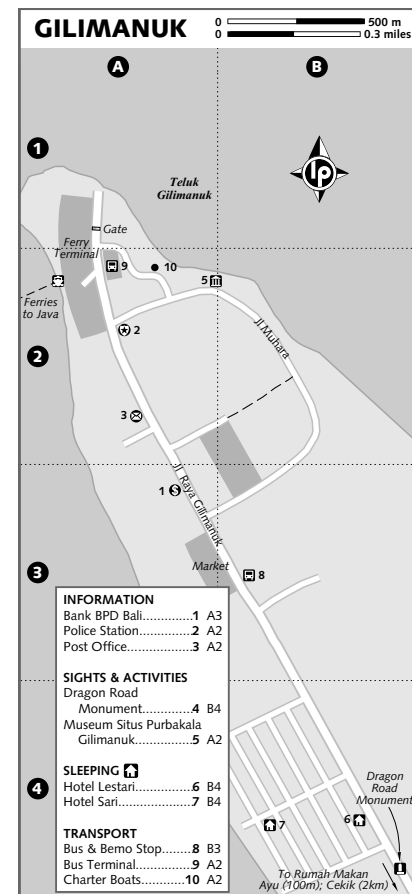 GILIMANUK
0 500 m
0 0.3 miles
A B
1
lp
Teluk
Gilimanuk
Gate
Ferry
Terminal
9 10
5
Ferries
to Java
2
Jl Muhara
2
3
1
Jl Raya Gilimanuk
Market
3
8
INFORMATION
Bank BPD Bali..................1 A3
Police Station................2 A2
Post Office....................3 A2
SIGHTS & ACTIVITIES
Dragon Road
Monument................4 B4
Museum Situs Purbakala
Gilimanuk................5 A2
SLEEPING
Hotel Lestari..................6 B4
Hotel Sari......................7 B4
TRANSPORT
Bus & Bemo Stop........8 B3
Bus Terminal................9 A2
Charter Boats..............10 A2
4
7
6
Dragon
Road
Monument
To Rumah Makan
Ayu (100m); Cekik (2km)